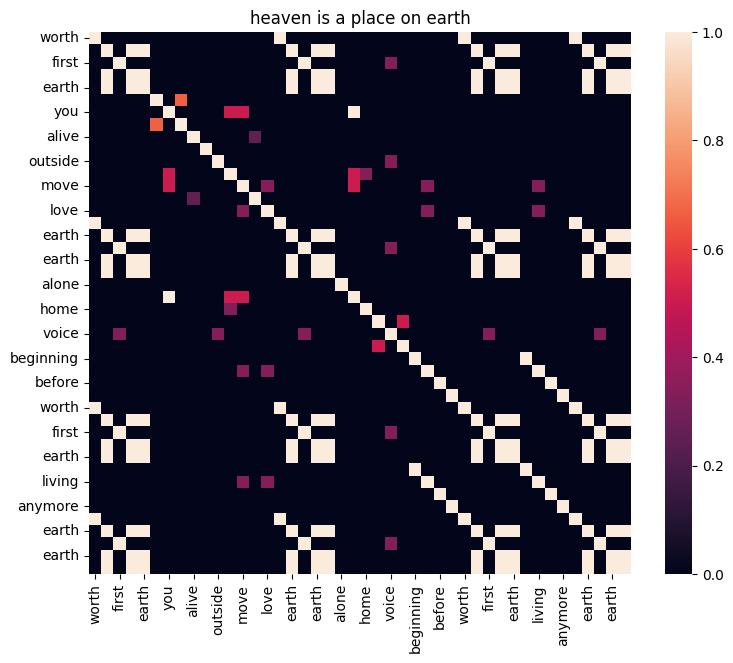 heaven is a place on earth
worth
first
earth
you
alive
outside
move
love
earth
earth
alone
home
voice
beginning
before
worth
first
earth
living
anymore
earth
earth
worth
first
earth
you
alive
outside
move
love
earth
earth
alone
home
voice
beginning
before
worth
first
earth
living
anymore
earth
earth
1.0
0.8
0.6
0.4
0.2
0.0